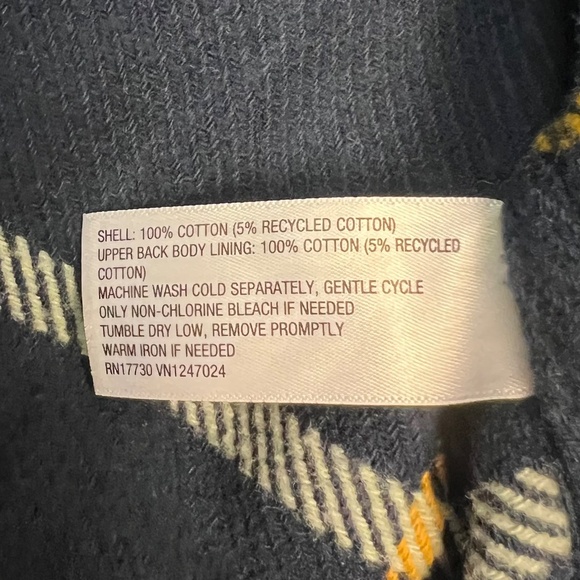 SHELL: 100% COTTON (5% RECYCLED COTTON)
UPPER BACK BODY LINING: 100% COTTON (5% RECYCLED
COTTON)
MACHINE WASH COLD SEPARATELY, GENTLE CYCLE
ONLY NON-CHLORINE BLEACH IF NEEDED
TUMBLE DRY LOW, REMOVE PROMPTLY
WARM IRON IF NEEDED
RN17730 VN1247024